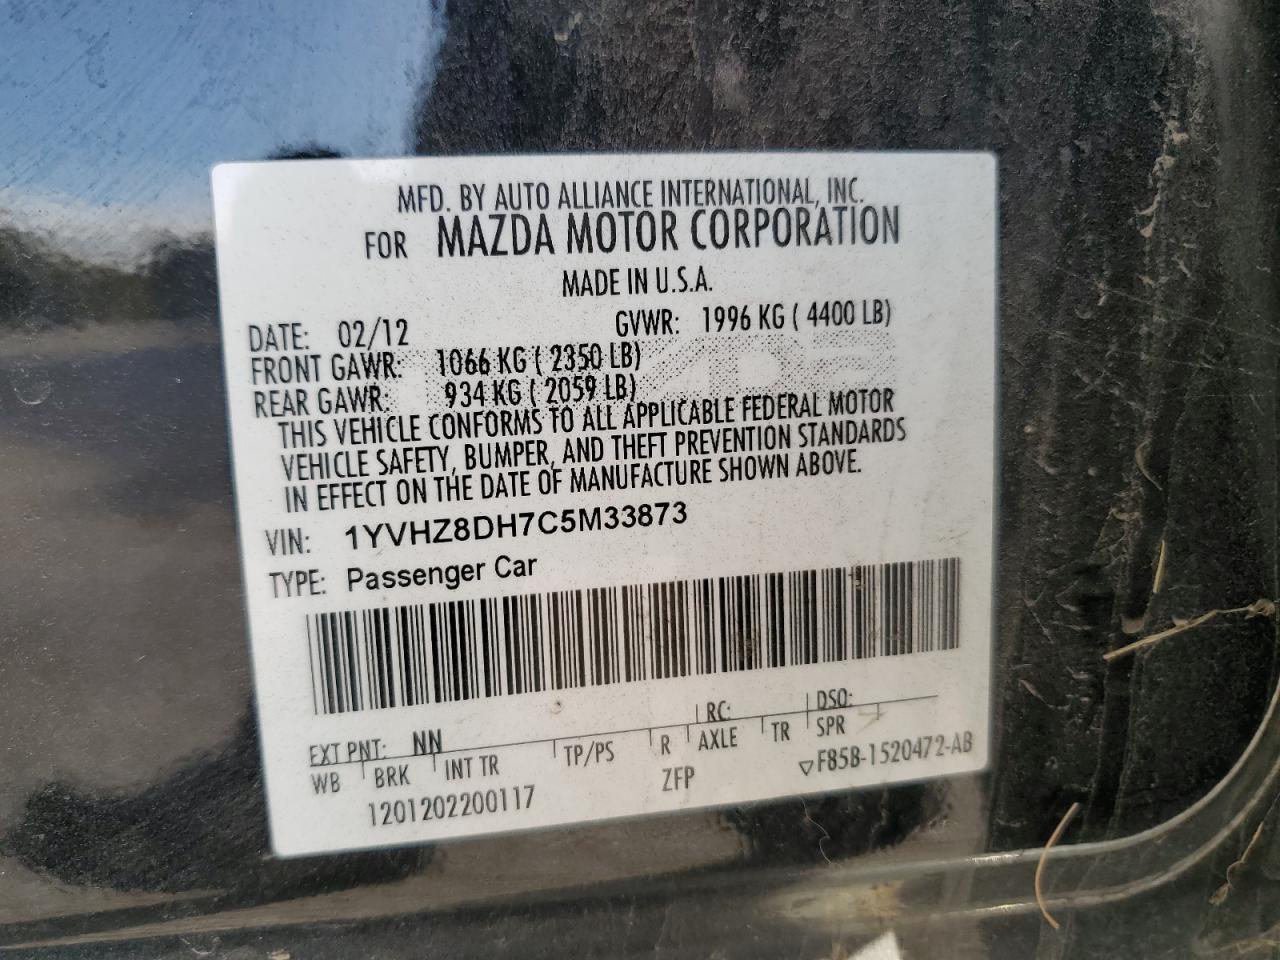 MFD. BY AUTO ALLIANCE INTERNATIONAL, INC.
FOR MAZDA MOTOR CORPORATION
MADE IN U.S.A.
DATE: 02/12 GVWR: 1996 KG ( 4400 LB)
FRONT GAWR: 1066 KG ( 2350 LB)
REAR GAWR: 934 KG ( 2059 LB)
THIS VEHICLE CONFORMS TO ALL APPLICABLE FEDERAL MOTOR
VEHICLE SAFETY, BUMPER, AND THEFT PREVENTION STANDARDS
IN EFFECT ON THE DATE OF MANUFACTURE SHOWN ABOVE.
VIN: 1YVHZ8DH7C5M33873
TYPE: Passenger Car
EXT PNT: NN RC: DSO:
WB BRK INT TR TP/PS R AXLE TR SPR
1201202200117 ZFP ▽F85B-1520472-AB